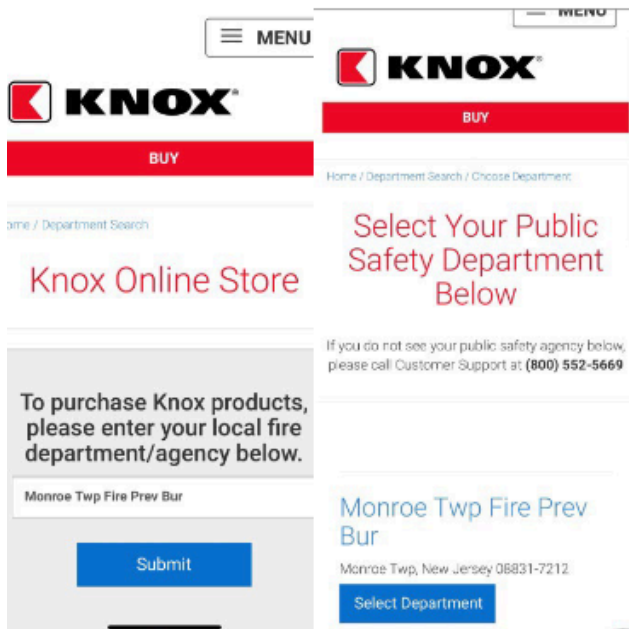 MENU
KNOX®
BUY
ome / Department Search
Knox Online Store
To purchase Knox products,
please enter your local fire
department/agency below.
Monroe Twp Fire Prev Bur
Submit
MENU
KNOX®
BUY
Home / Department Search / Choose Department
Select Your Public
Safety Department
Below
If you do not see your public safety agency below,
please call Customer Support at (800) 552-5669
Monroe Twp Fire Prev
Bur
Monroe Twp, New Jersey 08831-7212
Select Department